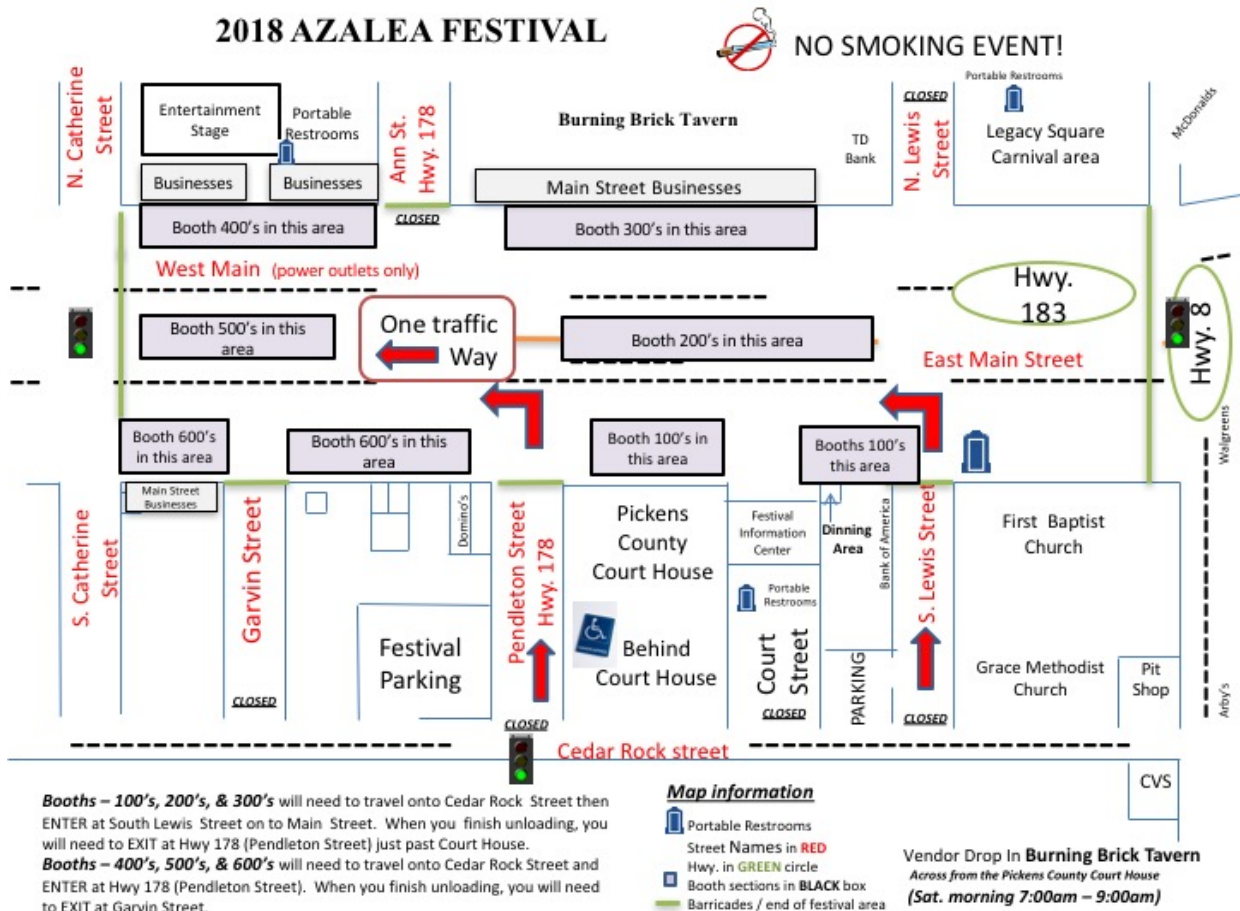 2018 AZALEA FESTIVAL
NO SMOKING EVENT!
N. Catherine
Street
Entertainment
Stage
Portable
Restrooms
Businesses
Businesses
Ann St.
Hwy. 178
CLOSED
Burning Brick Tavern
Main Street Businesses
TD
Bank
CLOSED
N. Lewis
Street
Portable Restrooms
Legacy Square
Carnival area
McDonalds
Booth 400's in this area
Booth 300's in this area
West Main (power outlets only)
Hwy.
183
Hwy. 8
Booth 500's in this
area
One traffic
Way
Booth 200's in this area
East Main Street
Booth 600's
in this area
Booth 600's in this
area
Booth 100's in
this area
Booths 100's
this area
Walgreens
S. Catherine
Street
Main Street
Businesses
Garvin Street
CLOSED
Domino's
Festival
Parking
Pendleton Street
Hwy. 178
CLOSED
Pickens
County
Court House
Behind
Court House
Festival
Information
Center
Portable
Restrooms
Court
Street
CLOSED
Dinning
Area
PARKING
Bank of America
S. Lewis Street
CLOSED
First Baptist
Church
Grace Methodist
Church
Pit
Shop
Arby's
Cedar Rock street
CVS
Booths – 100's, 200's, & 300's will need to travel onto Cedar Rock Street then
ENTER at South Lewis Street on to Main Street. When you finish unloading, you
will need to EXIT at Hwy 178 (Pendleton Street) just past Court House.
Booths – 400's, 500's, & 600's will need to travel onto Cedar Rock Street and
ENTER at Hwy 178 (Pendleton Street). When you finish unloading, you will need
to EXIT at Garvin Street.
Map information
Portable Restrooms
Street Names in RED
Hwy. in GREEN circle
Booth sections in BLACK box
Barricades / end of festival area
Vendor Drop In Burning Brick Tavern
Across from the Pickens County Court House
(Sat. morning 7:00am – 9:00am)